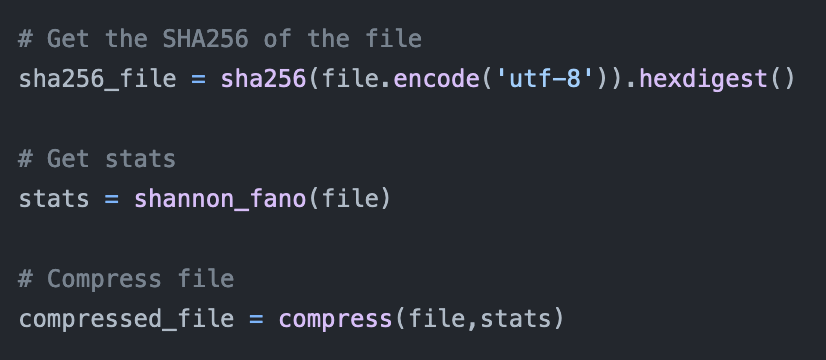 # Get the SHA256 of the file
sha256_file = sha256(file.encode('utf-8')).hexdigest()
# Get stats
stats = shannon_fano(file)
# Compress file
compressed_file = compress(file,stats)